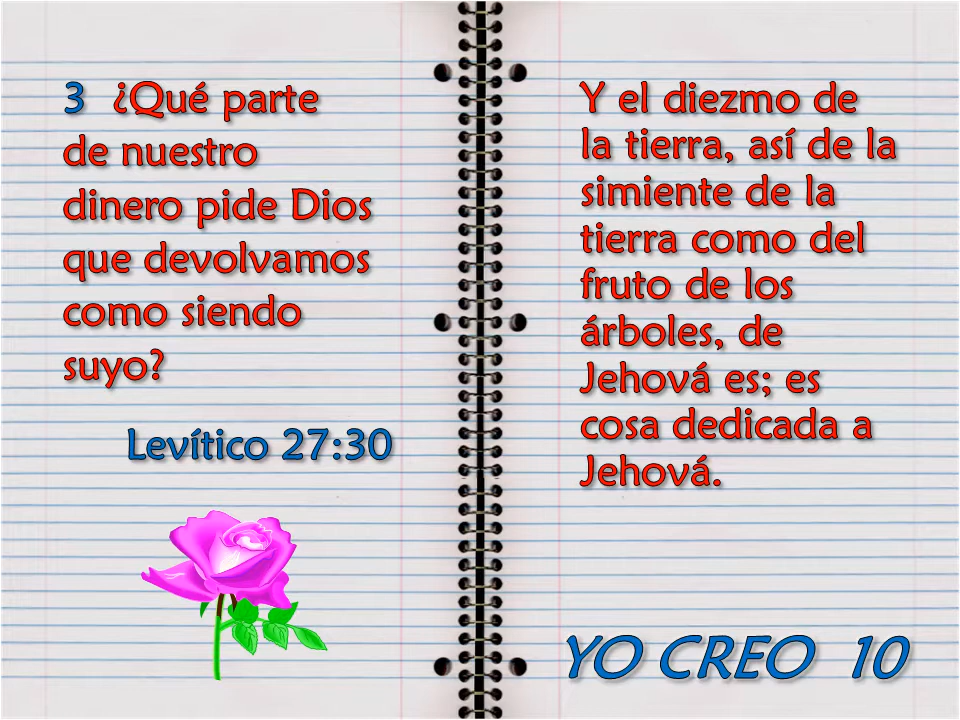 3 ¿Qué parte
de nuestro
dinero pide Dios
que devolvamos
como siendo
suyo?
Levítico 27:30
Y el diezmo de
la tierra, así de la
simiente de la
tierra como del
fruto de los
árboles, de
Jehová es; es
cosa dedicada a
Jehová.
YO CREO 10